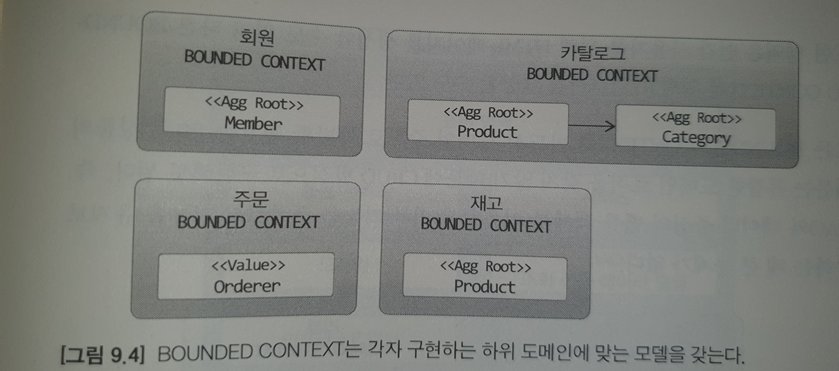 회원
BOUNDED CONTEXT
<<Agg Root>>
Member
카탈로그
BOUNDED CONTEXT
<<Agg Root>>
Product
<<Agg Root>>
Category
주문
BOUNDED CONTEXT
<<Value>>
Orderer
재고
BOUNDED CONTEXT
<<Agg Root>>
Product
[그림 9.4] BOUNDED CONTEXT는 각자 구현하는 하위 도메인에 맞는 모델을 갖는다.